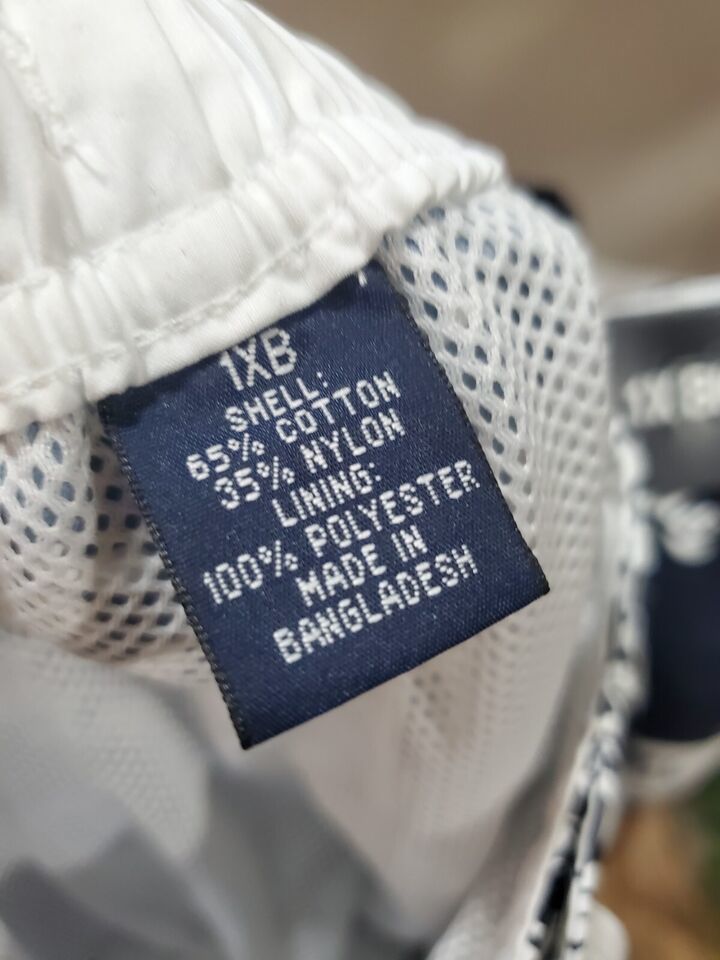 1XB
SHELL:
65% COTTON
35% NYLON
LINING:
100% POLYESTER
MADE IN
BANGLADESH